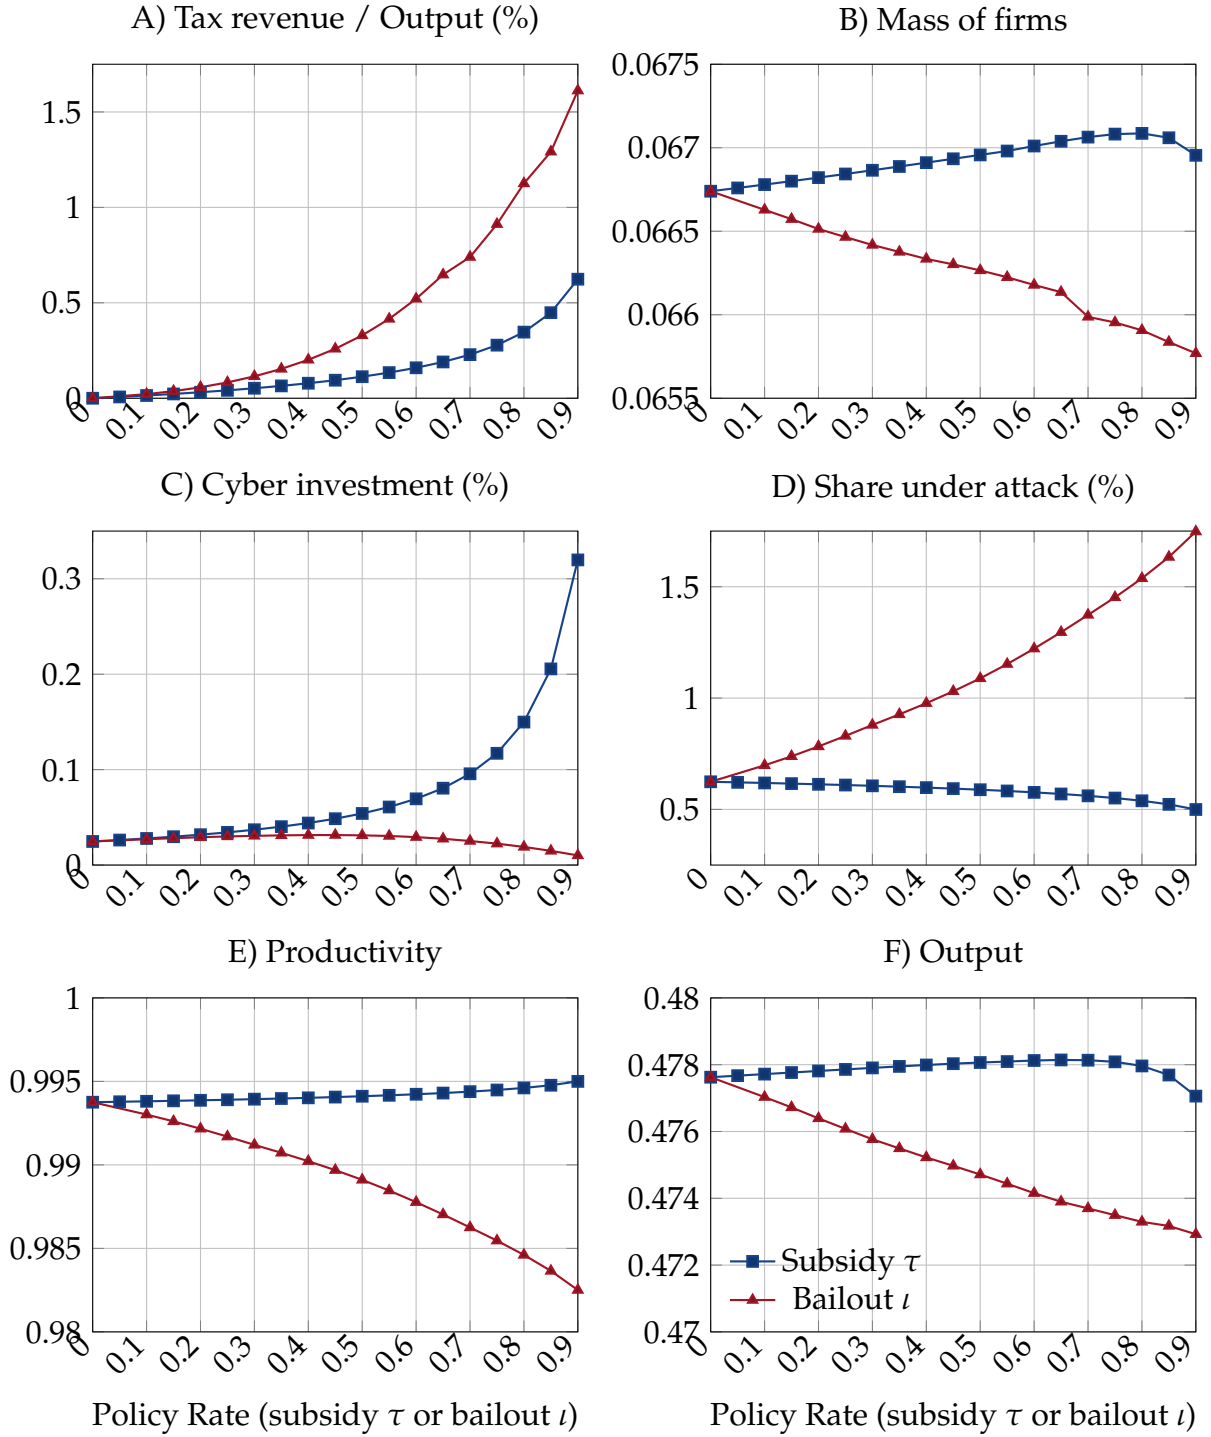 A) Tax revenue / Output (%)
1.5
1
0.5
0
0 0.1 0.2 0.3 0.4 0.5 0.6 0.7 0.8 0.9
B) Mass of firms
0.0675
0.067
0.0665
0.066
0.0655
0 0.1 0.2 0.3 0.4 0.5 0.6 0.7 0.8 0.9
C) Cyber investment (%)
0.3
0.2
0.1
0
0 0.1 0.2 0.3 0.4 0.5 0.6 0.7 0.8 0.9
D) Share under attack (%)
1.5
1
0.5
0 0.1 0.2 0.3 0.4 0.5 0.6 0.7 0.8 0.9
E) Productivity
1
0.995
0.99
0.985
0.98
0 0.1 0.2 0.3 0.4 0.5 0.6 0.7 0.8 0.9
Policy Rate (subsidy τ or bailout ι)
F) Output
0.48
0.478
0.476
0.474
0.472
0.47
Subsidy τ
Bailout ι
0 0.1 0.2 0.3 0.4 0.5 0.6 0.7 0.8 0.9
Policy Rate (subsidy τ or bailout ι)